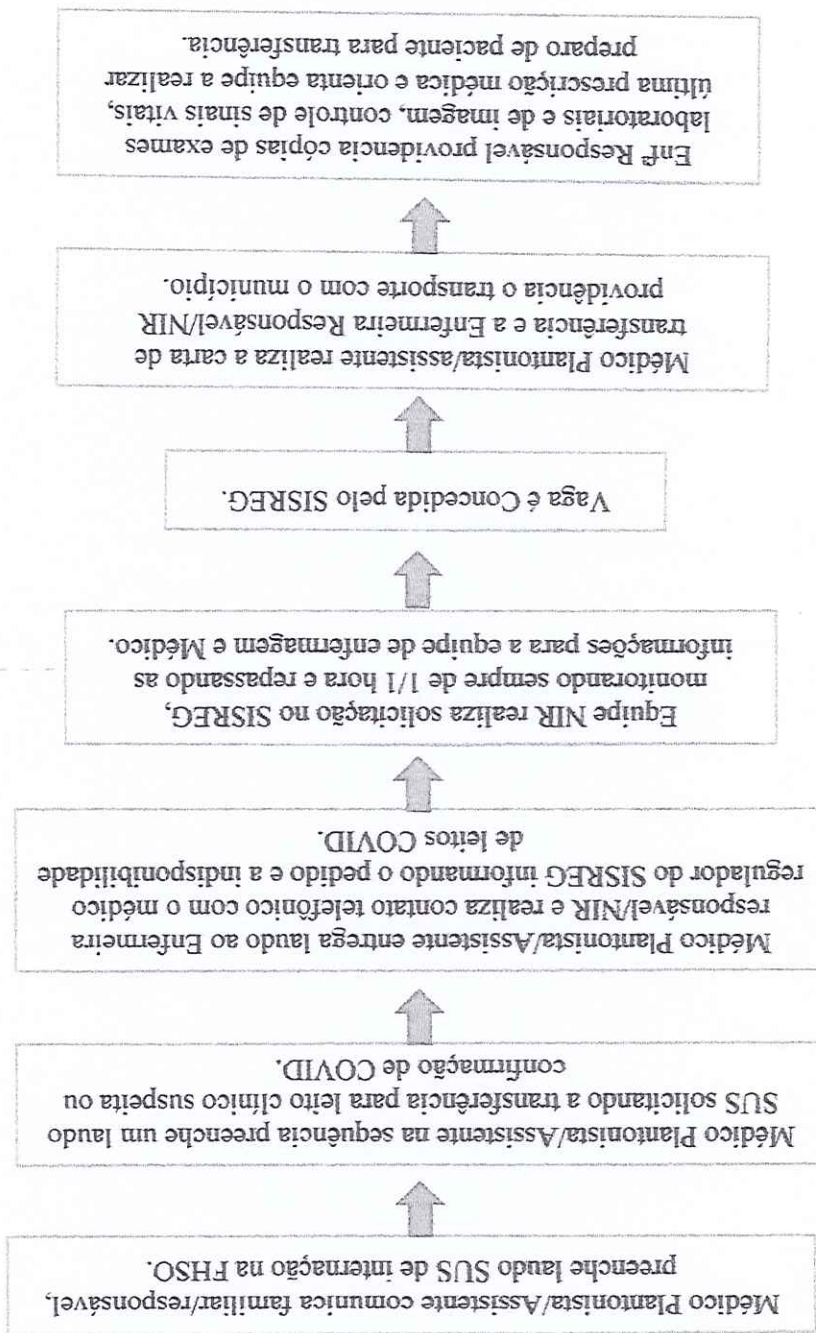 Médico Plantonista/Assistente comunica familiar/responsável,
preenche laudo SUS de internação na FHSO.
Médico Plantonista/Assistente na sequência preenche um laudo
SUS solicitando a transferência para leito clínico suspeita ou
confirmação de COVID.
Médico Plantonista/Assistente entrega laudo ao Enfermeira
responsável/NIR e realiza contato telefônico com o médico
regulador do SISREG informando o pedido e a indisponibilidade
de leitos COVID.
Equipe NIR realiza solicitação no SISREG,
monitorando sempre de 1/1 hora e repassando as
informações para a equipe de enfermagem e Médico.
Vaga é Concedida pelo SISREG.
Médico Plantonista/assistente realiza a carta de
transferência e a Enfermeira Responsável/NIR
providência o transporte com o município.
Enfª Responsável providencia cópias de exames
laboratoriais e de imagem, controle de sinais vitais,
última prescrição médica e orienta equipe a realizar
preparo de paciente para transferência.